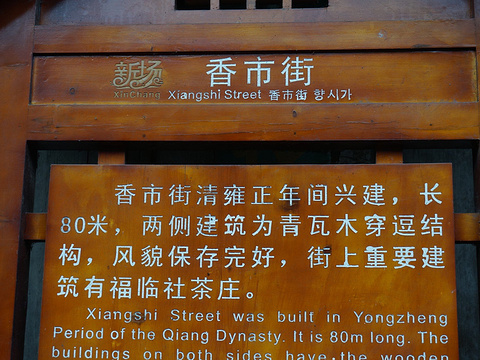 新场 香市街
XinChang Xiangshi Street 香市街 향시가
香市街清雍正年间兴建，长
80米，两侧建筑为青瓦木穿逗结
构，风貌保存完好，街上重要建
筑有福临社茶庄。
Xiangshi Street was built in Yongzheng
Period of the Qiang Dynasty. It is 80m long. The
buildings on both sides have the wooden